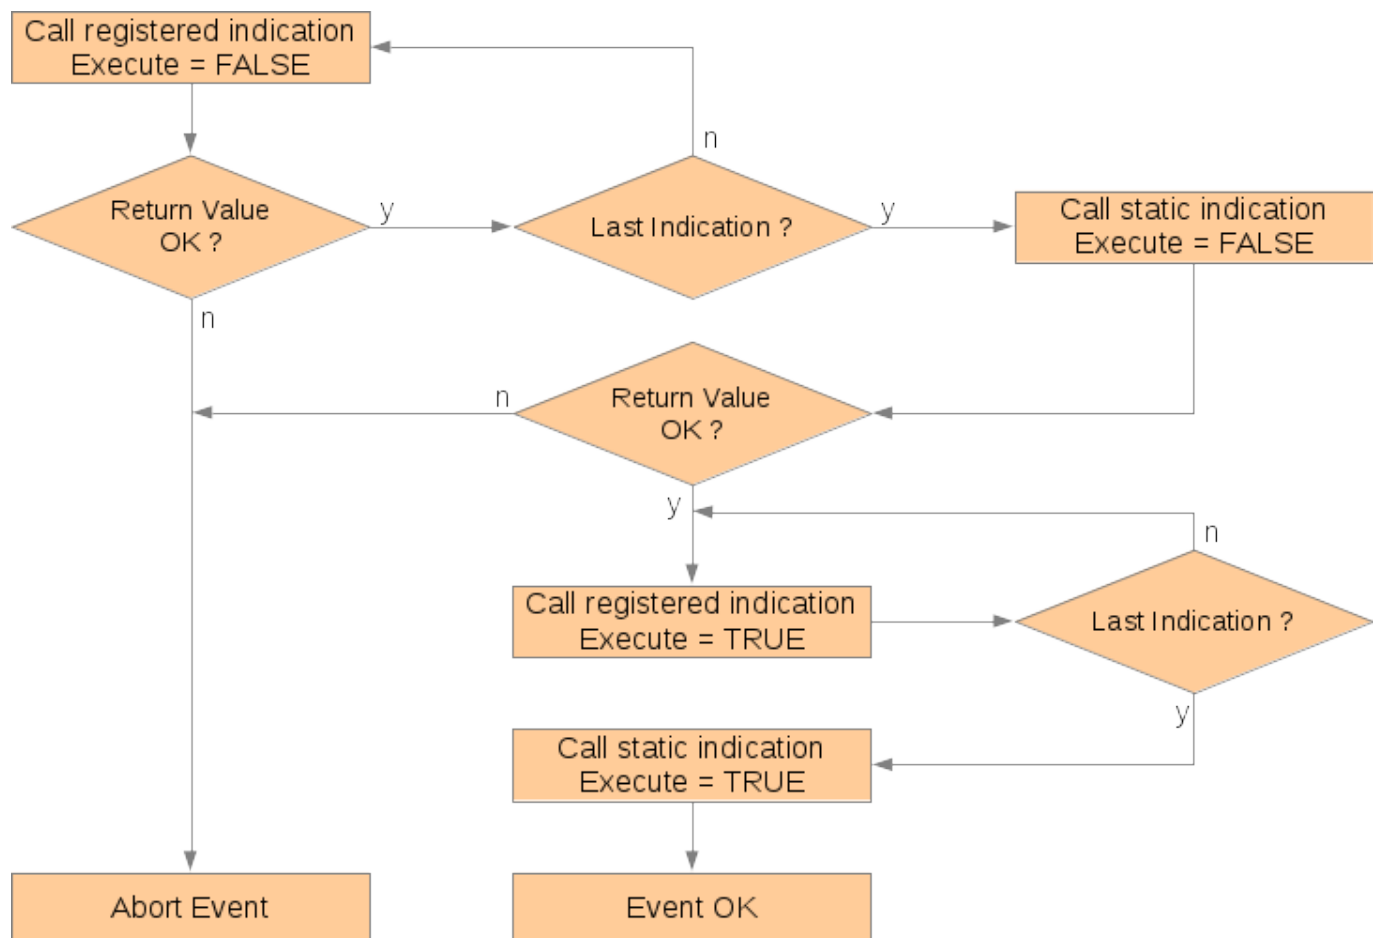 Call registered indication
Execute = FALSE
n
Return Value
OK ?
y
Last Indication ?
y
Call static indication
Execute = FALSE
n
n
Return Value
OK ?
y
n
Call registered indication
Execute = TRUE
Last Indication ?
y
Call static indication
Execute = TRUE
Abort Event
Event OK